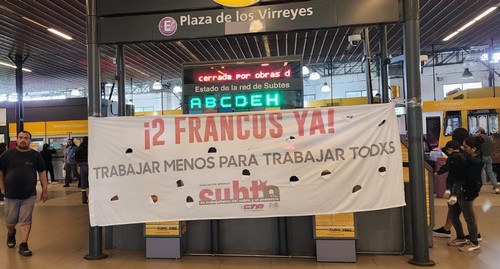 E Plaza de los Virreyes
cerrada por obras d
Estado de la red de Subtes
ABCDEH
¡2 FRANCOS YA!
TRABAJAR MENOS PARA TRABAJAR TODXS
subte
CTA